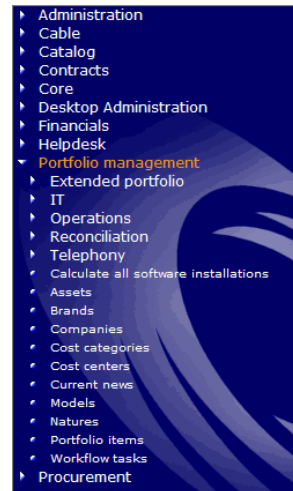 Administration
Cable
Catalog
Contracts
Core
Desktop Administration
Financials
Helpdesk
Portfolio management
Extended portfolio
IT
Operations
Reconciliation
Telephony
Calculate all software installations
Assets
Brands
Companies
Cost categories
Cost centers
Current news
Models
Natures
Portfolio items
Workflow tasks
Procurement